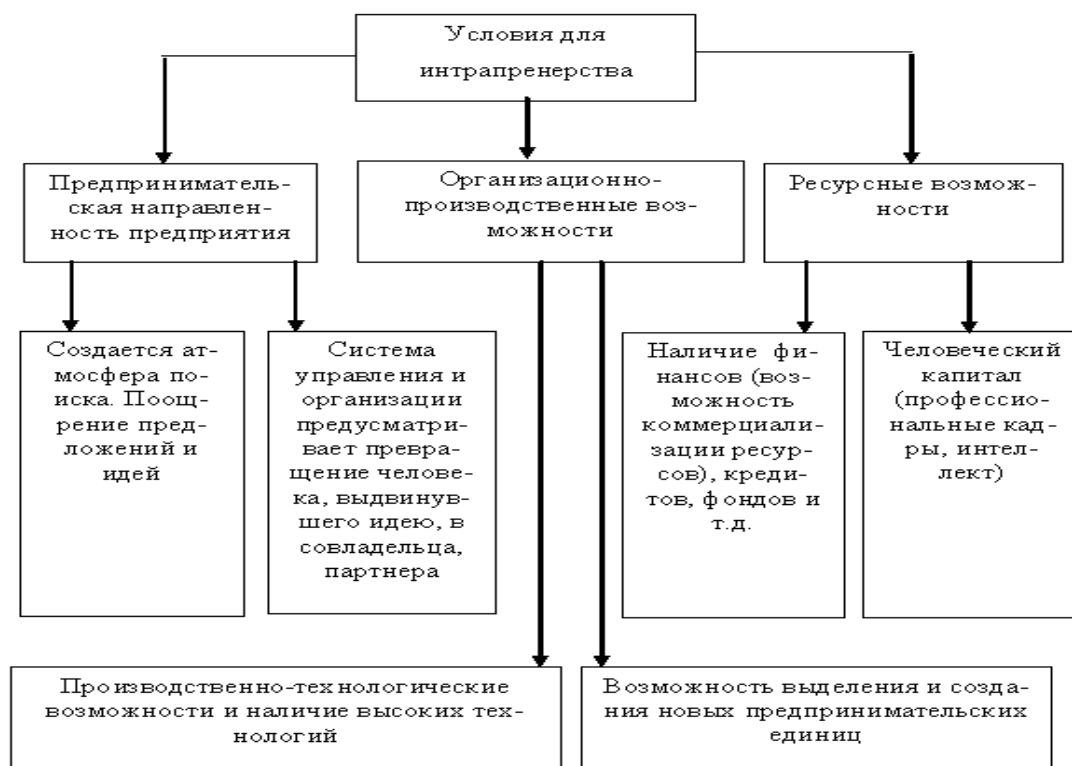 Условия для
интрапренерства
Предприниматель-
ская направлен-
ность предприятия
Организационно-
производственные воз-
можности
Ресурсные возмож-
ности
Создается ат-
мосфера по-
иска. Поощ-
рение пред-
ложений и
идей
Система
управления и
организации
предусматри-
вает превра-
щение челове-
ка, выдвинув-
шего идею, в
совладельца,
партнера
Наличие фи-
нансов (воз-
можность
коммерциали-
зации ресур-
сов), креди-
тов, фондов и
т.д.
Человеческий
капитал
(профессио-
нальные кад-
ры, интел-
лект)
Производственно-технологические
возможности и наличие высоких тех-
нологий
Возможность выделения и созда-
ния новых предпринимательских
единиц